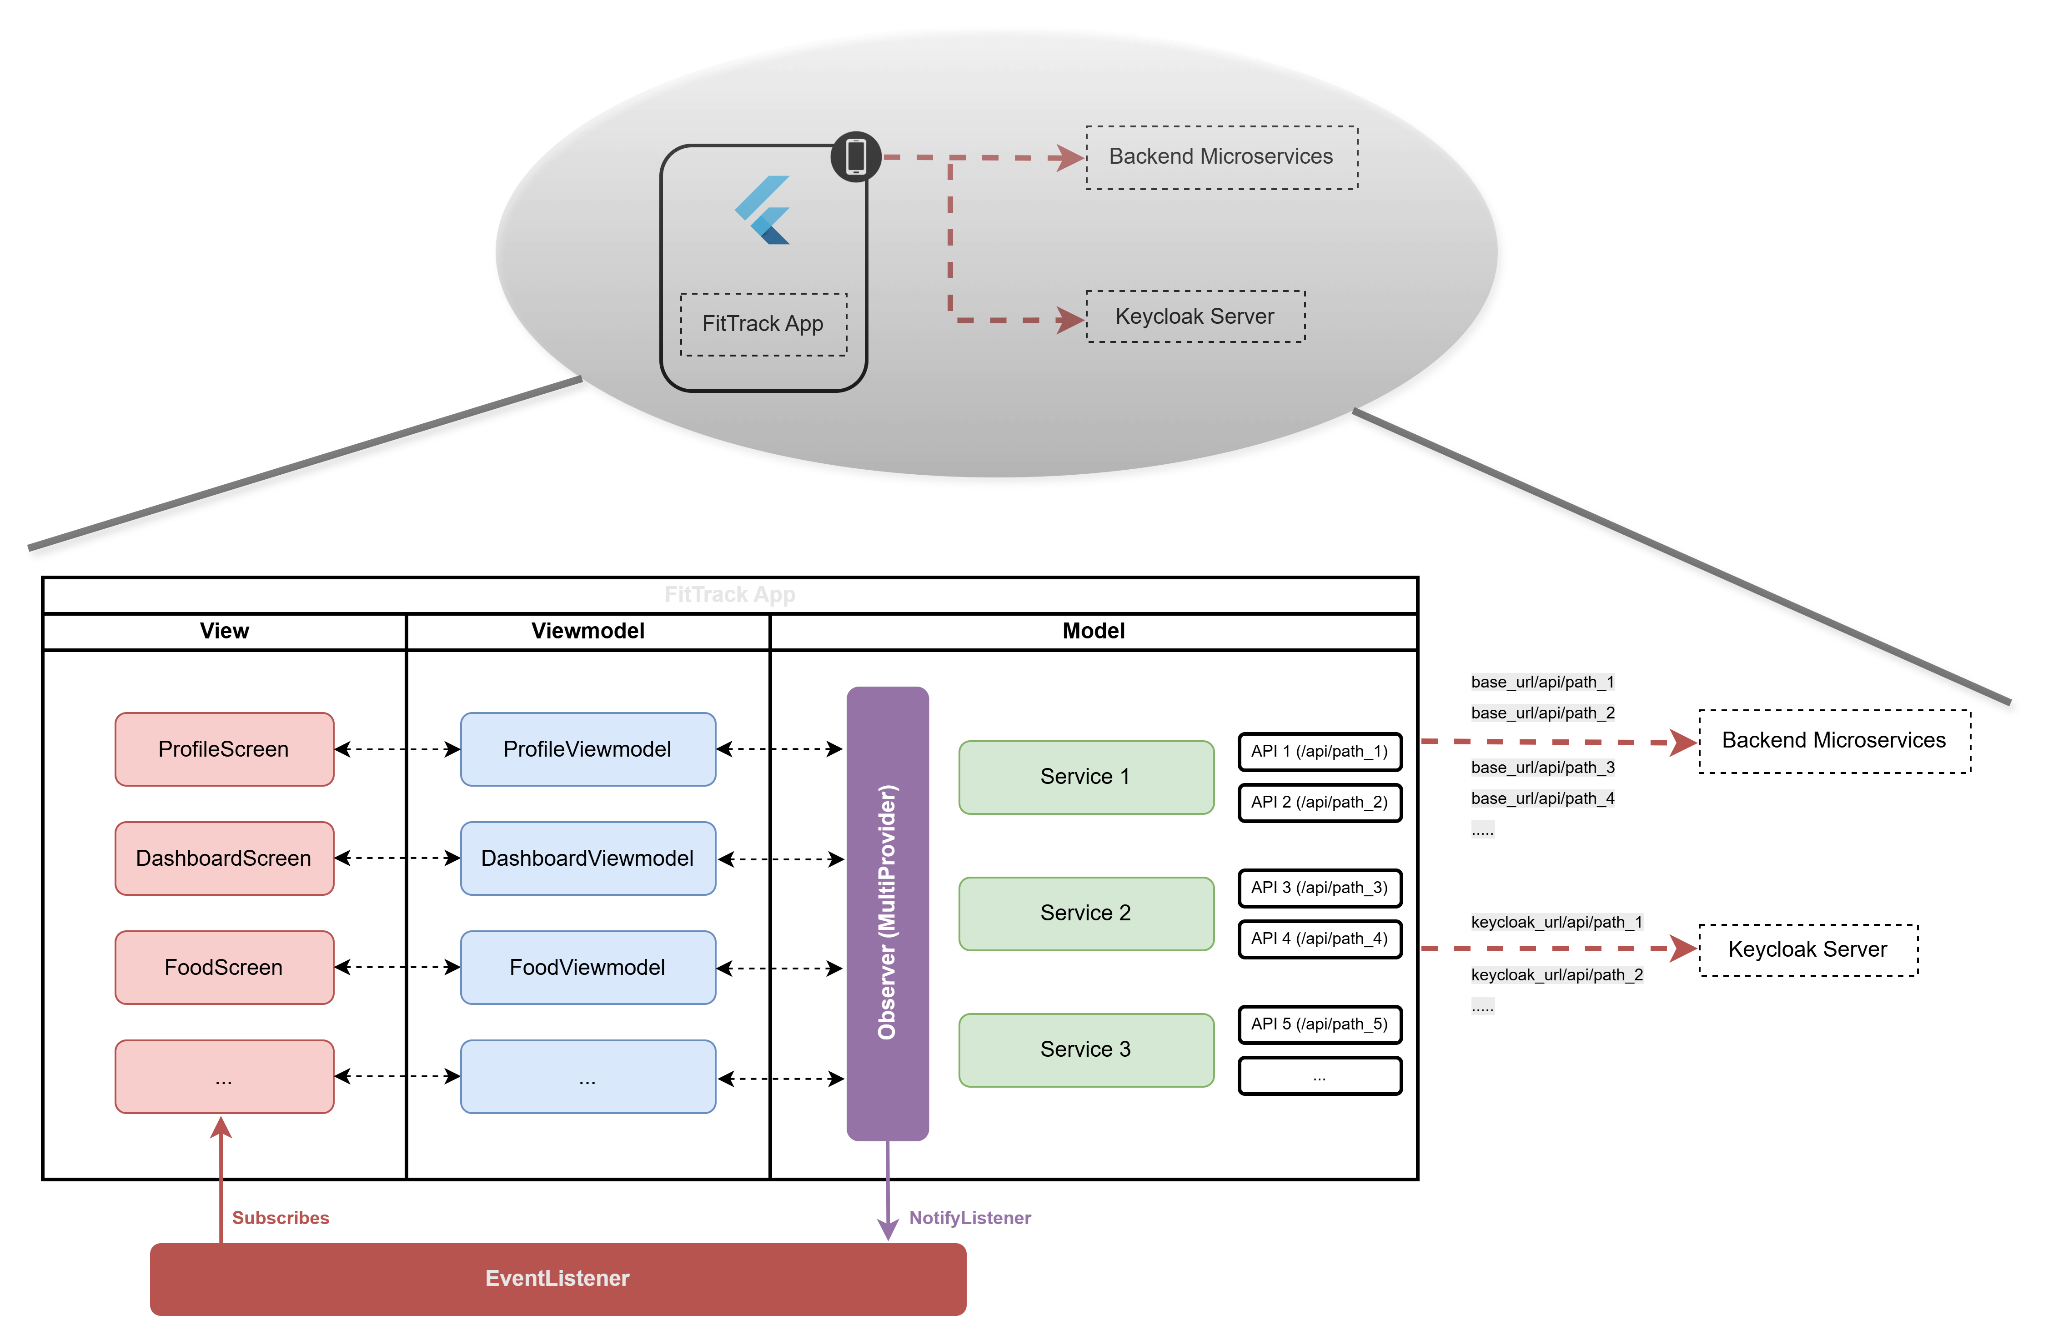 Backend Microservices
FitTrack App
Keycloak Server
FitTrack App
View
Viewmodel
Model
ProfileScreen
DashboardScreen
FoodScreen
...
ProfileViewmodel
DashboardViewmodel
FoodViewmodel
...
Observer (MultiProvider)
Service 1
Service 2
Service 3
API 1 (/api/path_1)
API 2 (/api/path_2)
API 3 (/api/path_3)
API 4 (/api/path_4)
API 5 (/api/path_5)
...
base_url/api/path_1
base_url/api/path_2
base_url/api/path_3
base_url/api/path_4
.....
Backend Microservices
keycloak_url/api/path_1
keycloak_url/api/path_2
.....
Keycloak Server
Subscribes
NotifyListener
EventListener